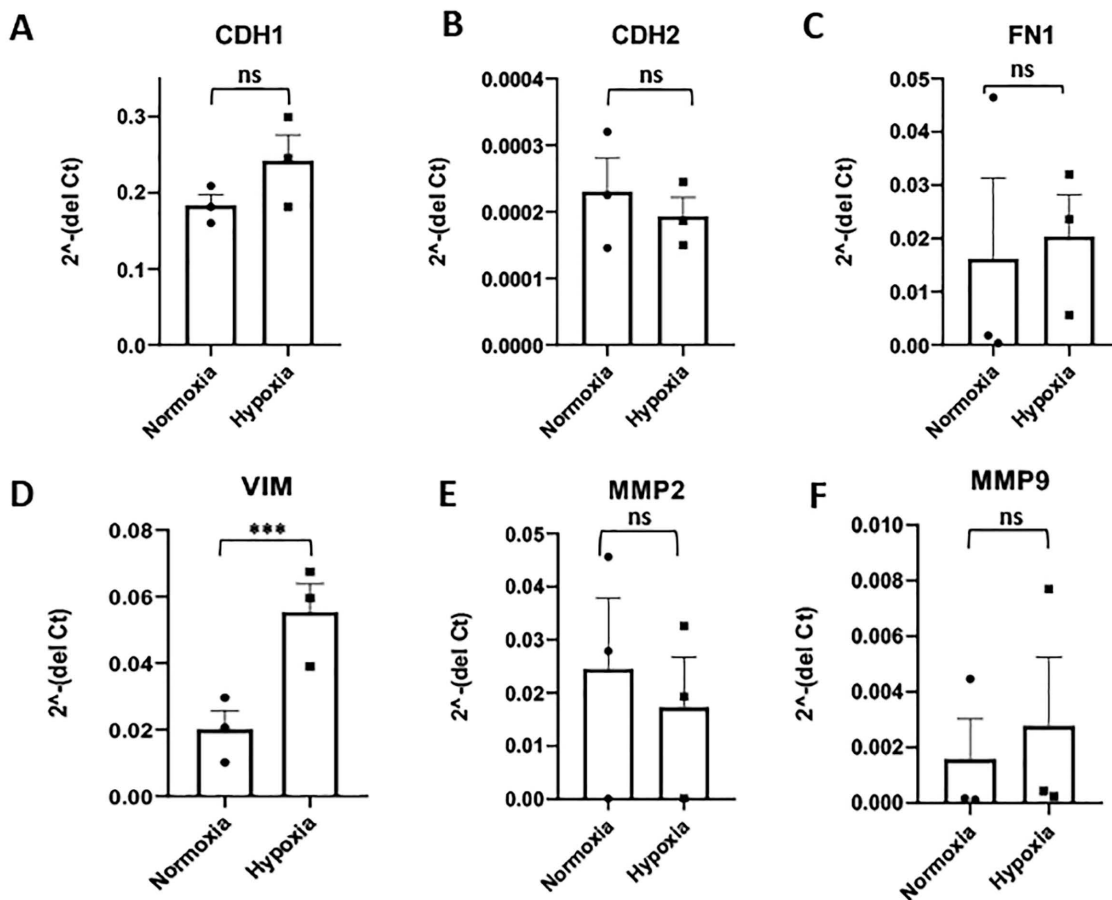 A
CDH1
ns
2^-(del Ct)
0.3
0.2
0.1
0.0
Normoxia
Hypoxia
B
CDH2
ns
2^-(del Ct)
0.0004
0.0003
0.0002
0.0001
0.0000
Normoxia
Hypoxia
C
FN1
ns
2^-(del Ct)
0.05
0.04
0.03
0.02
0.01
0.00
Normoxia
Hypoxia
D
VIM
***
2^-(del Ct)
0.08
0.06
0.04
0.02
0.00
Normoxia
Hypoxia
E
MMP2
ns
2^-(del Ct)
0.05
0.04
0.03
0.02
0.01
0.00
Normoxia
Hypoxia
F
MMP9
ns
2^-(del Ct)
0.010
0.008
0.006
0.004
0.002
0.000
Normoxia
Hypoxia